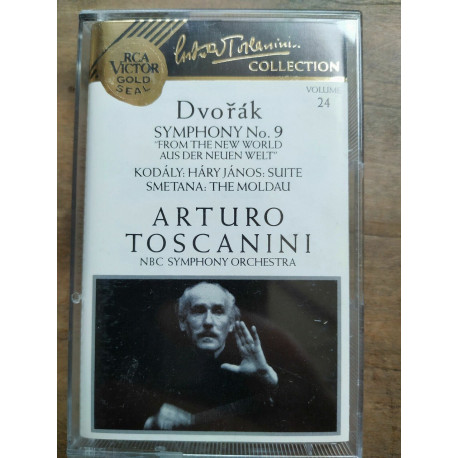 RCA
VICTOR
GOLD
SEAL
Arturo Toscanini
COLLECTION
VOLUME
24
Dvořák
SYMPHONY No. 9
"FROM THE NEW WORLD
AUS DER NEUEN WELT"
KODÁLY: HÁRY JÁNOS: SUITE
SMETANA: THE MOLDAU
ARTURO
TOSCANINI
NBC SYMPHONY ORCHESTRA